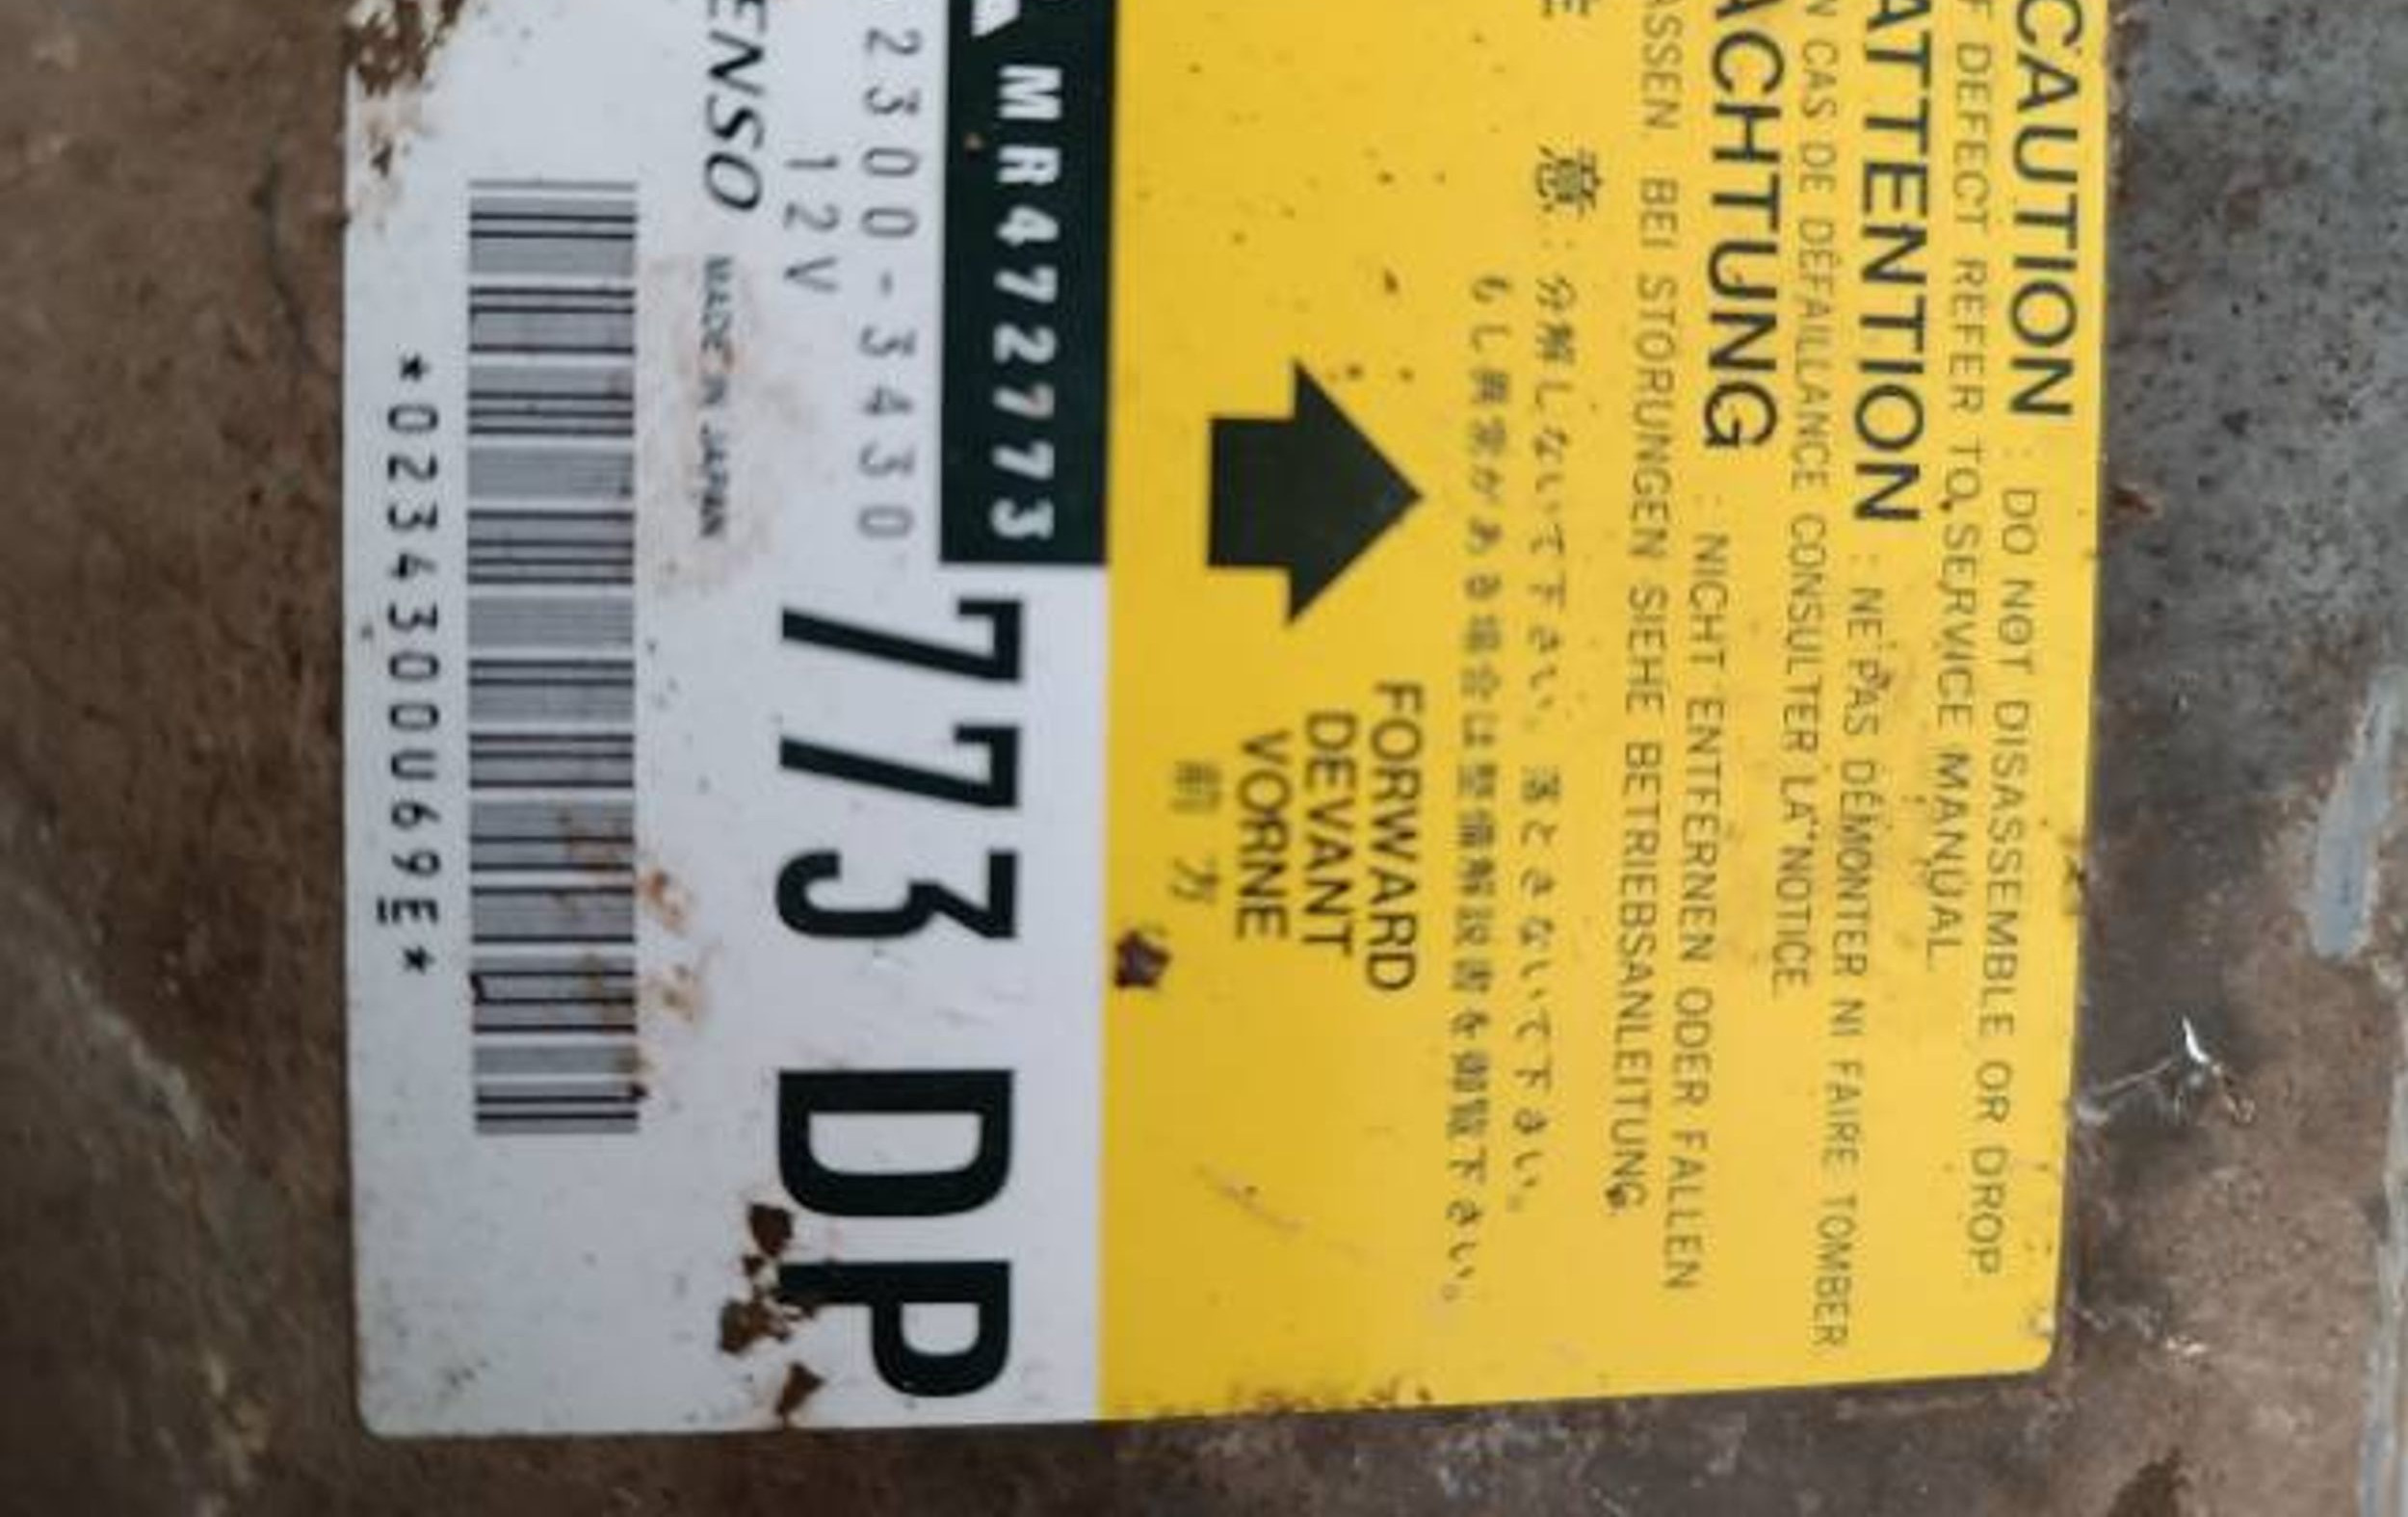 CAUTION : DO NOT DISASSEMBLE OR DROP
F DEFECT REFER TO SERVICE MANUAL.
ATTENTION : NE PAS DÉMONTER NI FAIRE TOMBER
N CAS DE DÉFAILLANCE CONSULTER LA NOTICE
ACHTUNG : NICHT ENTFERNEN ODER FALLEN
ASSEN. BEI STORUNGEN SIEHE BETRIEBSANLEITUNG.
意 : 分解しないで下さい。落とさないで下さい。
もし異常がある場合は整備解説書を御覧下さい。
FORWARD
DEVANT
VORNE
前方
MR472773
2300-3430
12V
773 DP
ENSO MADE IN JAPAN
*02343000U69E*